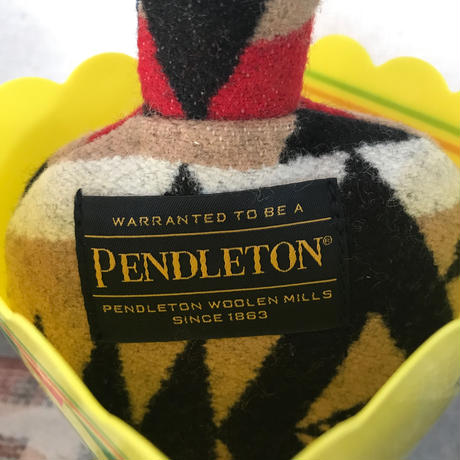 WARRANTED TO BE A
PENDLETON®
PENDLETON WOOLEN MILLS
SINCE 1863